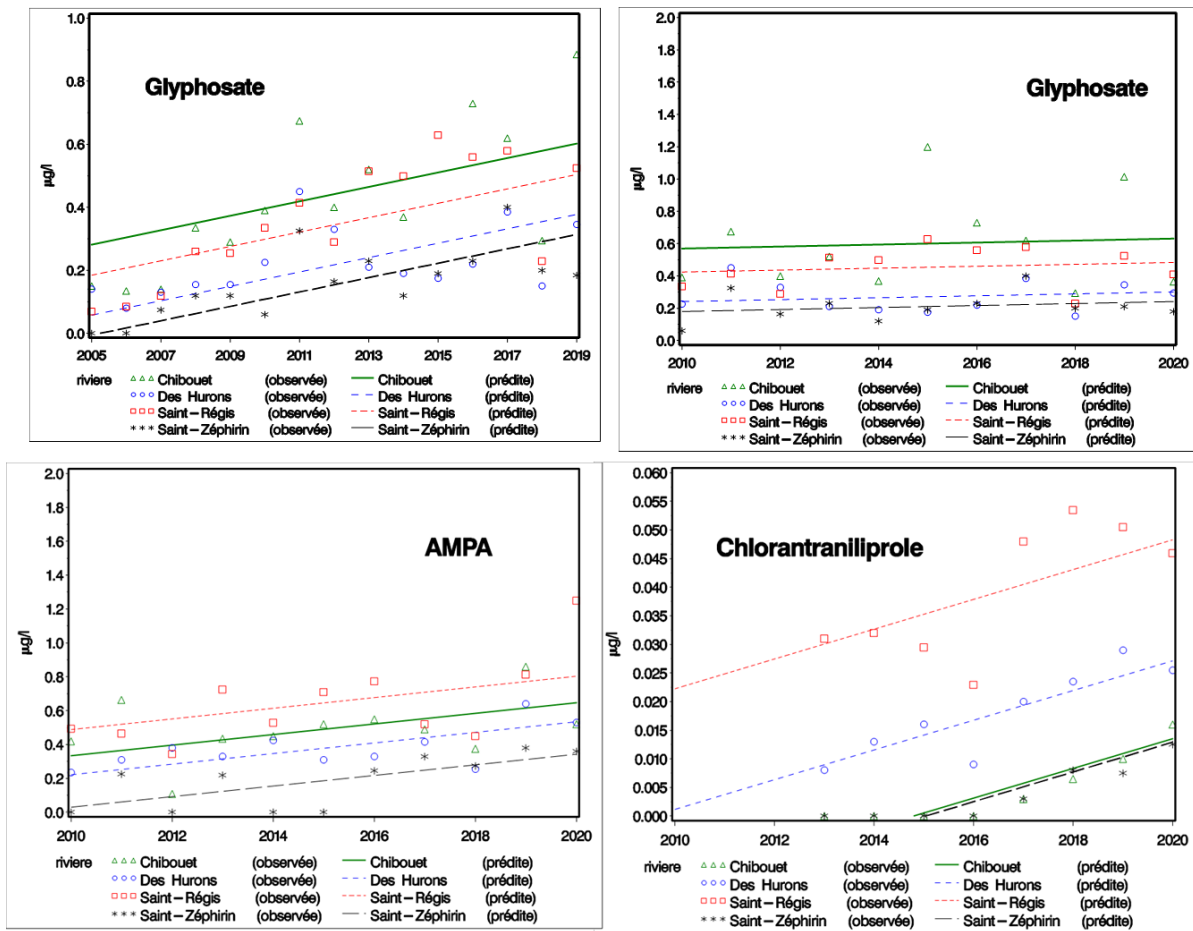 Glyphosate
µg/l
1.0
0.8
0.6
0.4
0.2
0.0
2005 2007 2009 2011 2013 2015 2017 2019
riviere Chibouet (observée) Chibouet (prédite)
Des Hurons (observée) Des Hurons (prédite)
Saint-Régis (observée) Saint-Régis (prédite)
Saint-Zéphirin (observée) Saint-Zéphirin (prédite)
Glyphosate
µg/l
2.0
1.8
1.6
1.4
1.2
1.0
0.8
0.6
0.4
0.2
0.0
2010 2012 2014 2016 2018 2020
riviere Chibouet (observée) Chibouet (prédite)
Des Hurons (observée) Des Hurons (prédite)
Saint-Régis (observée) Saint-Régis (prédite)
Saint-Zéphirin (observée) Saint-Zéphirin (prédite)
AMPA
µg/l
2.0
1.8
1.6
1.4
1.2
1.0
0.8
0.6
0.4
0.2
0.0
2010 2012 2014 2016 2018 2020
riviere Chibouet (observée) Chibouet (prédite)
Des Hurons (observée) Des Hurons (prédite)
Saint-Régis (observée) Saint-Régis (prédite)
Saint-Zéphirin (observée) Saint-Zéphirin (prédite)
Chlorantraniliprole
µg/l
0.060
0.055
0.050
0.045
0.040
0.035
0.030
0.025
0.020
0.015
0.010
0.005
0.000
2010 2012 2014 2016 2018 2020
riviere Chibouet (observée) Chibouet (prédite)
Des Hurons (observée) Des Hurons (prédite)
Saint-Régis (observée) Saint-Régis (prédite)
Saint-Zéphirin (observée) Saint-Zéphirin (prédite)